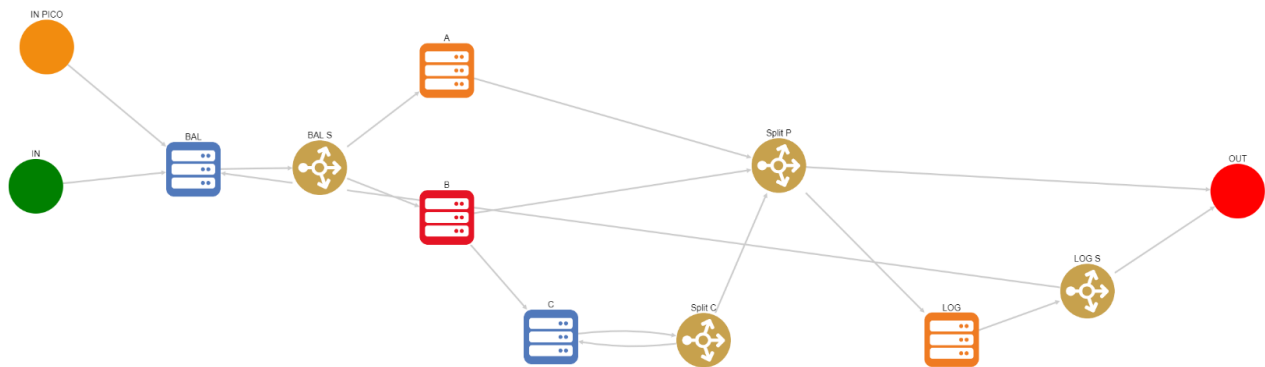 IN PICO
A
BAL
BAL S
Split P
IN
OUT
B
LOG S
C
Split C
LOG